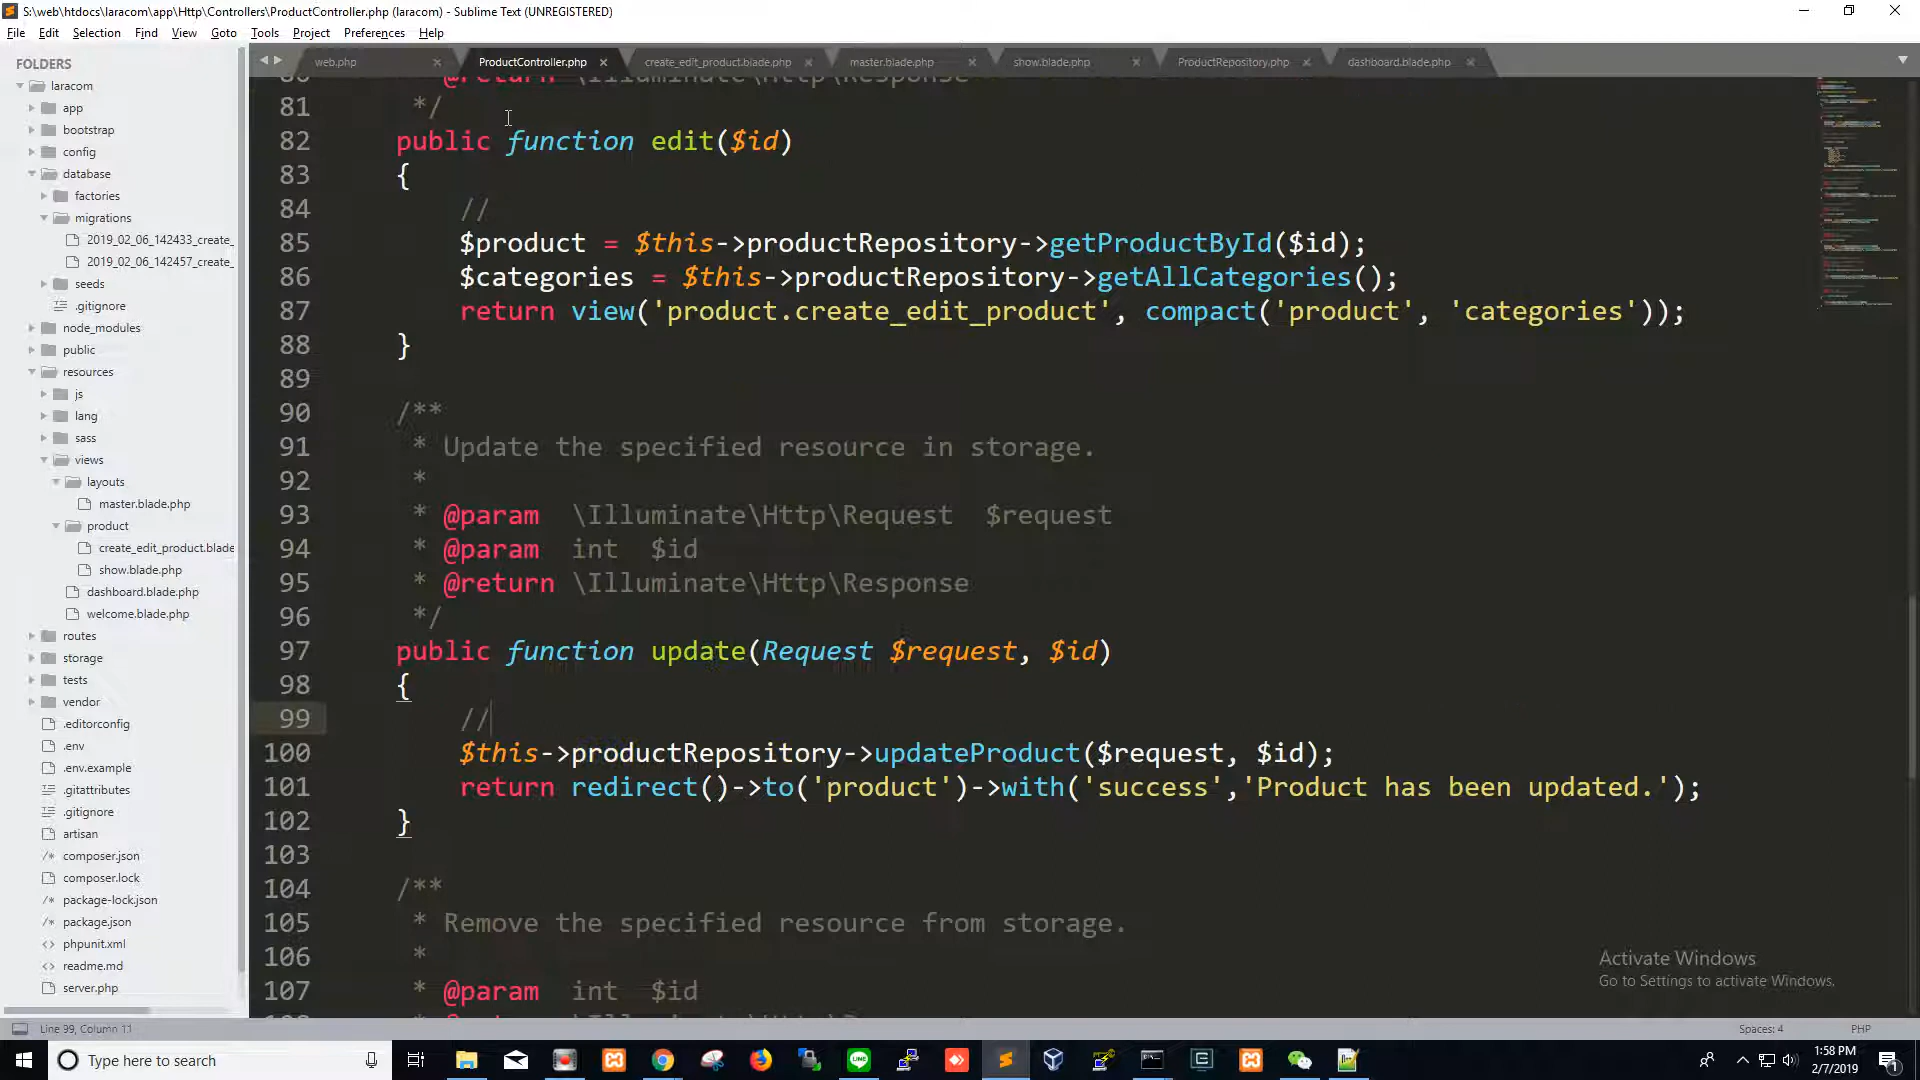 S:\web\htdocs\laracom\app\Http\Controllers\ProductController.php (laracom) - Sublime Text (UNREGISTERED)
File Edit Selection Find View Goto Tools Project Preferences Help
FOLDERS
laracom
app
bootstrap
config
database
factories
migrations
2019_02_06_142433_create_
2019_02_06_142457_create_
seeds
.gitignore
node_modules
public
resources
js
lang
sass
views
layouts
master.blade.php
product
create_edit_product.blade
show.blade.php
dashboard.blade.php
welcome.blade.php
routes
storage
tests
vendor
.editorconfig
.env
.env.example
.gitattributes
.gitignore
artisan
composer.json
composer.lock
package-lock.json
package.json
phpunit.xml
readme.md
server.php
web.php ProductController.php create_edit_product.blade.php master.blade.php show.blade.php ProductRepository.php dashboard.blade.php
80 * @return \Illuminate\Http\Response
81 */
82 public function edit($id)
83 {
84 //
85 $product = $this->productRepository->getProductById($id);
86 $categories = $this->productRepository->getAllCategories();
87 return view('product.create_edit_product', compact('product', 'categories'));
88 }
89
90 /**
91 * Update the specified resource in storage.
92 *
93 * @param \Illuminate\Http\Request $request
94 * @param int $id
95 * @return \Illuminate\Http\Response
96 */
97 public function update(Request $request, $id)
98 {
99 //
100 $this->productRepository->updateProduct($request, $id);
101 return redirect()->to('product')->with('success','Product has been updated.');
102 }
103
104 /**
105 * Remove the specified resource from storage.
106 *
107 * @param int $id
Activate Windows
Go to Settings to activate Windows.
Line 99, Column 11
Spaces: 4 PHP
Type here to search
1:58 PM
2/7/2019
1